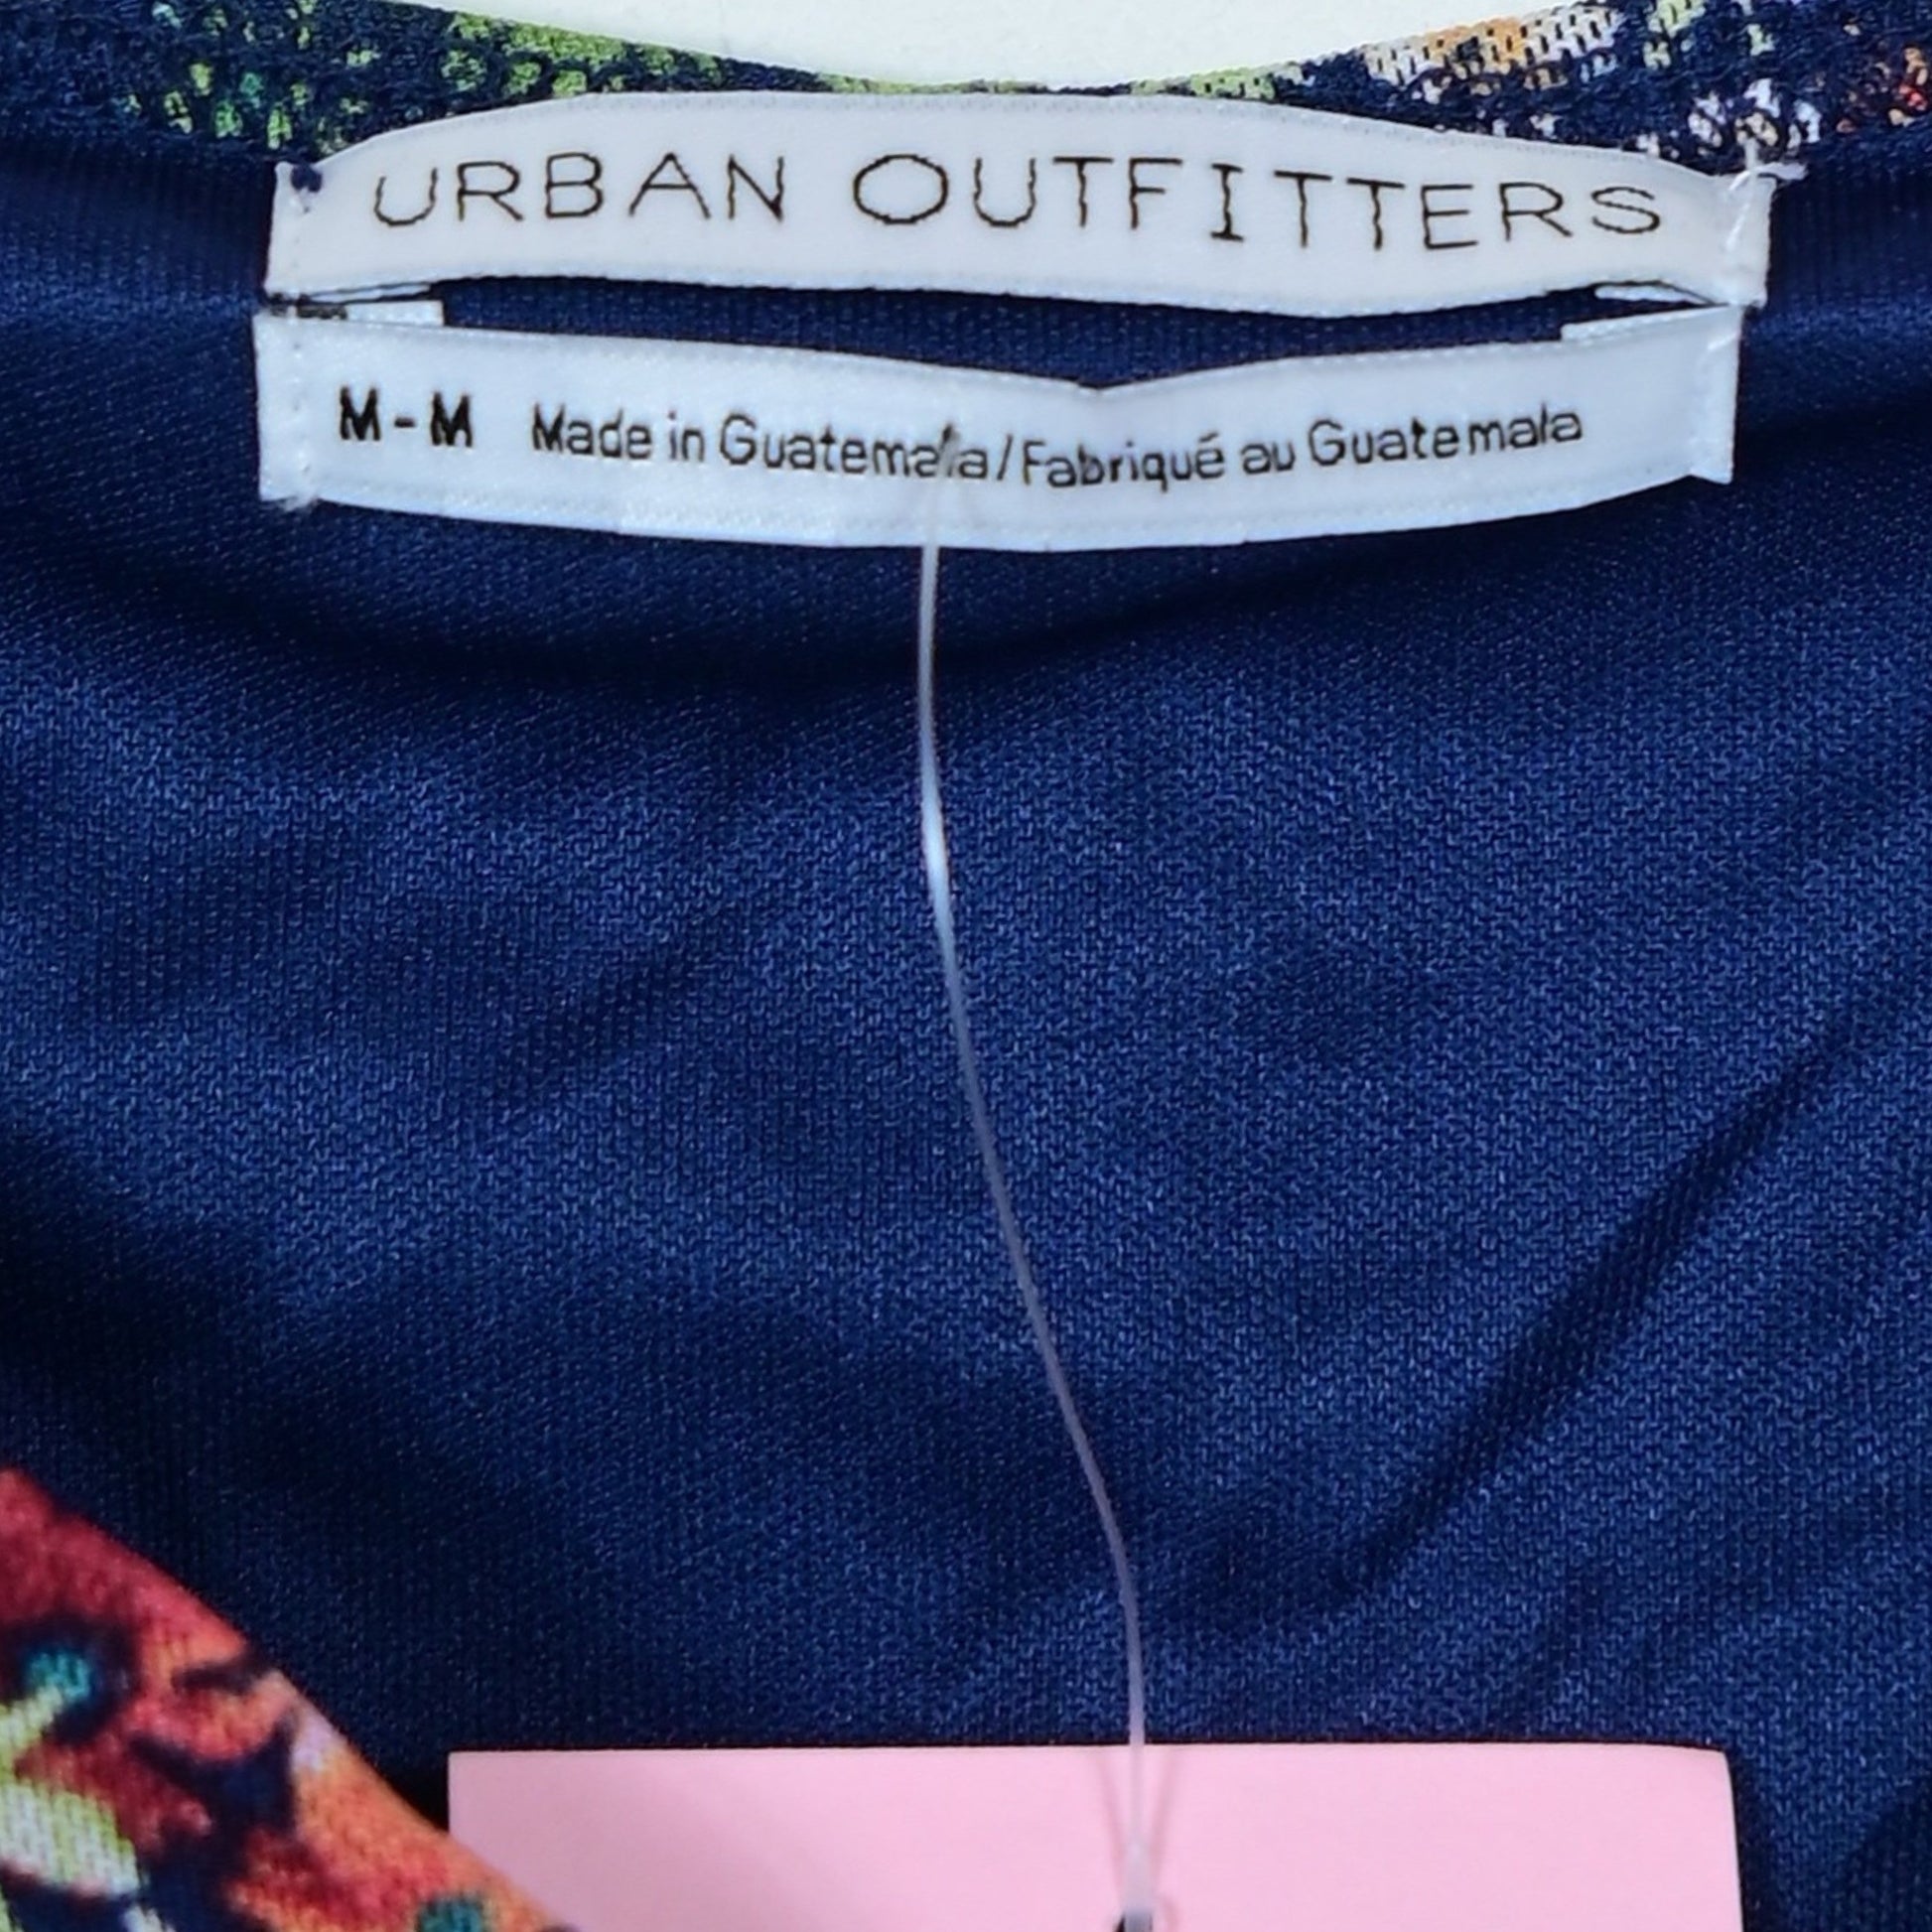 URBAN OUTFITTERS
M-M Made in Guatemala/Fabriqué au Guatemala